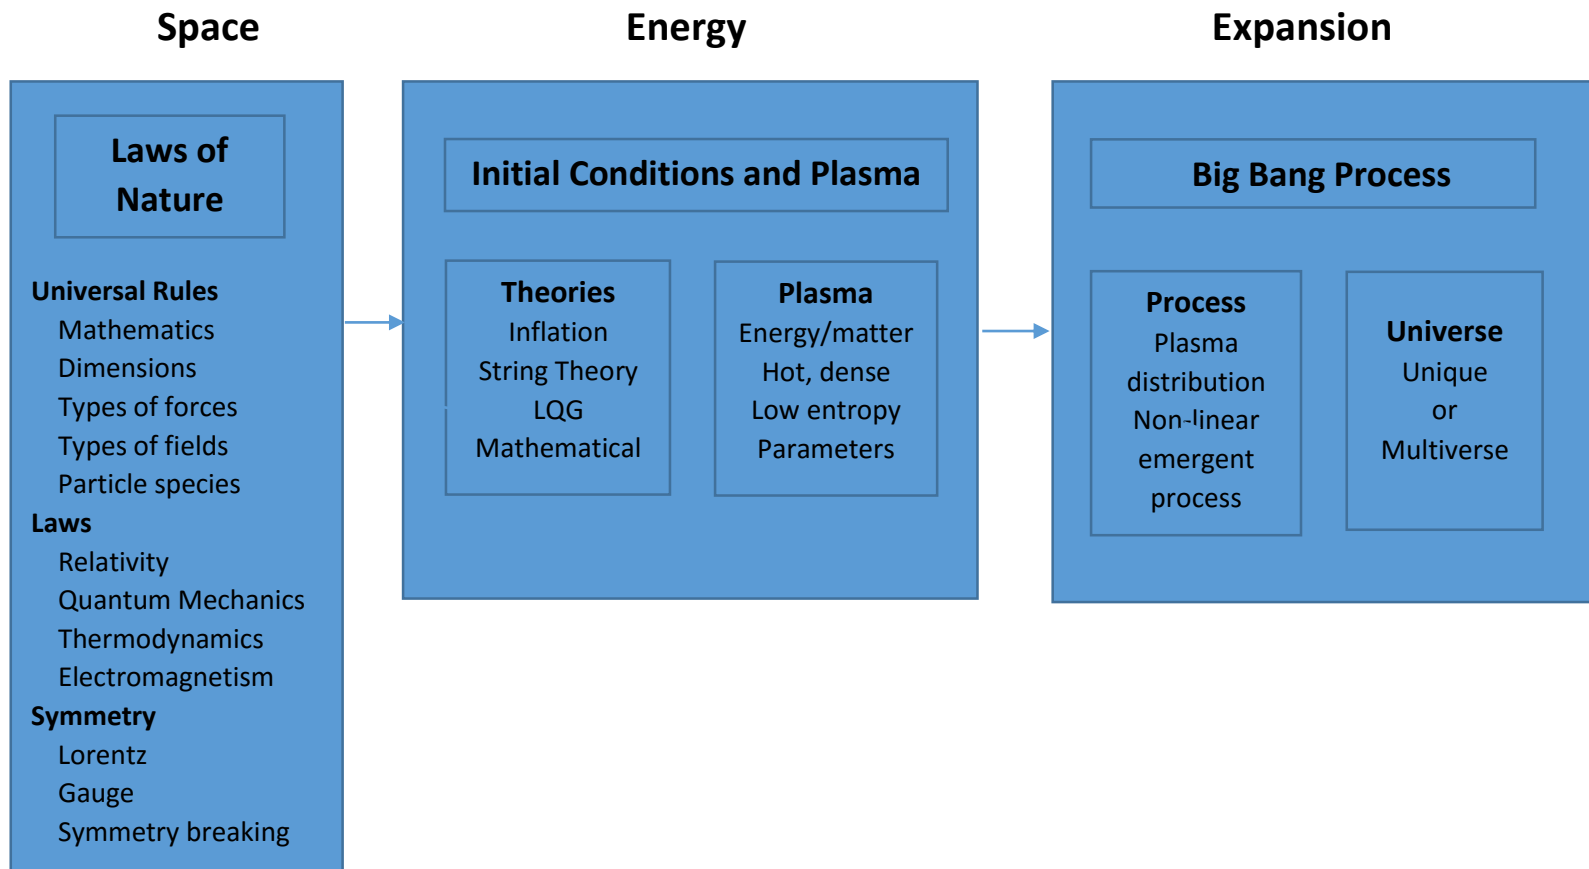 Space
Energy
Expansion
Laws of
Nature
Universal Rules
Mathematics
Dimensions
Types of forces
Types of fields
Particle species
Laws
Relativity
Quantum Mechanics
Thermodynamics
Electromagnetism
Symmetry
Lorentz
Gauge
Symmetry breaking
Initial Conditions and Plasma
Theories
Inflation
String Theory
LQG
Mathematical
Plasma
Energy/matter
Hot, dense
Low entropy
Parameters
Big Bang Process
Process
Plasma
distribution
Non-linear
emergent
process
Universe
Unique
or
Multiverse